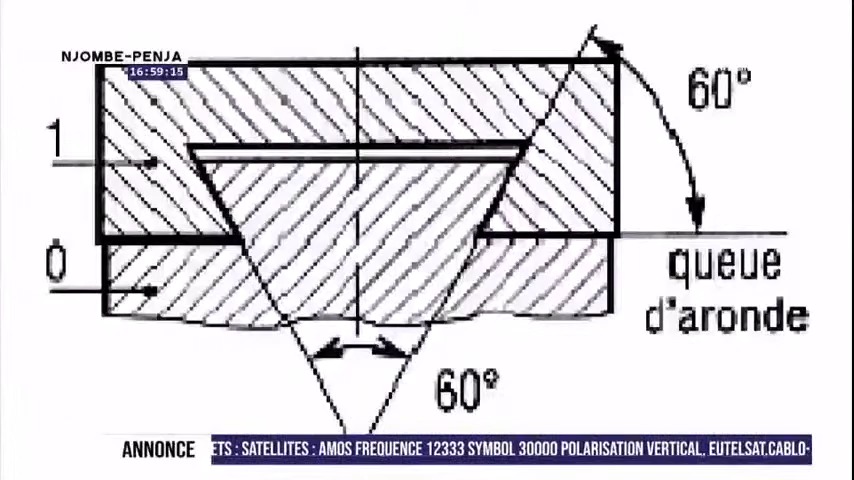 NJOMBE-PENJA
16:59:15
60°
1
0
queue
d'aronde
60°
ANNONCE
ETS : SATELLITES : AMOS FREQUENCE 12333 SYMBOL 30000 POLARISATION VERTICAL, EUTELSAT,CABLO-